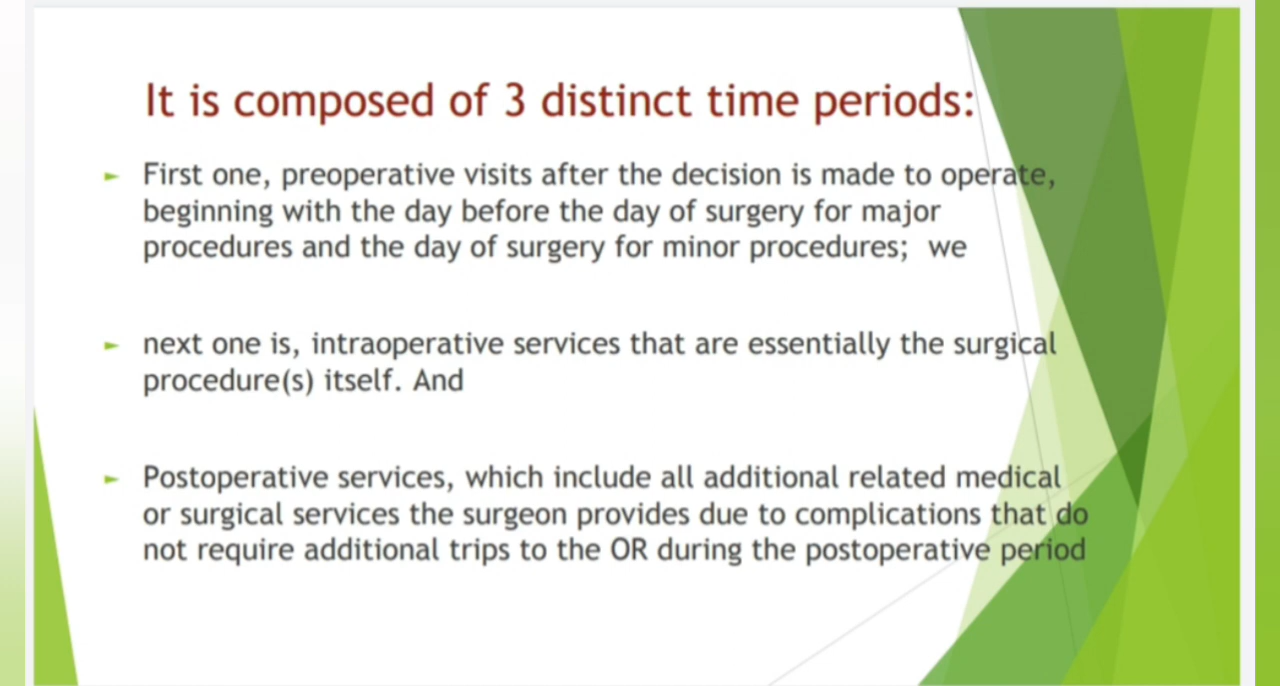 It is composed of 3 distinct time periods:
First one, preoperative visits after the decision is made to operate,
beginning with the day before the day of surgery for major
procedures and the day of surgery for minor procedures;  we
next one is, intraoperative services that are essentially the surgical
procedure(s) itself. And
Postoperative services, which include all additional related medical
or surgical services the surgeon provides due to complications that do
not require additional trips to the OR during the postoperative period